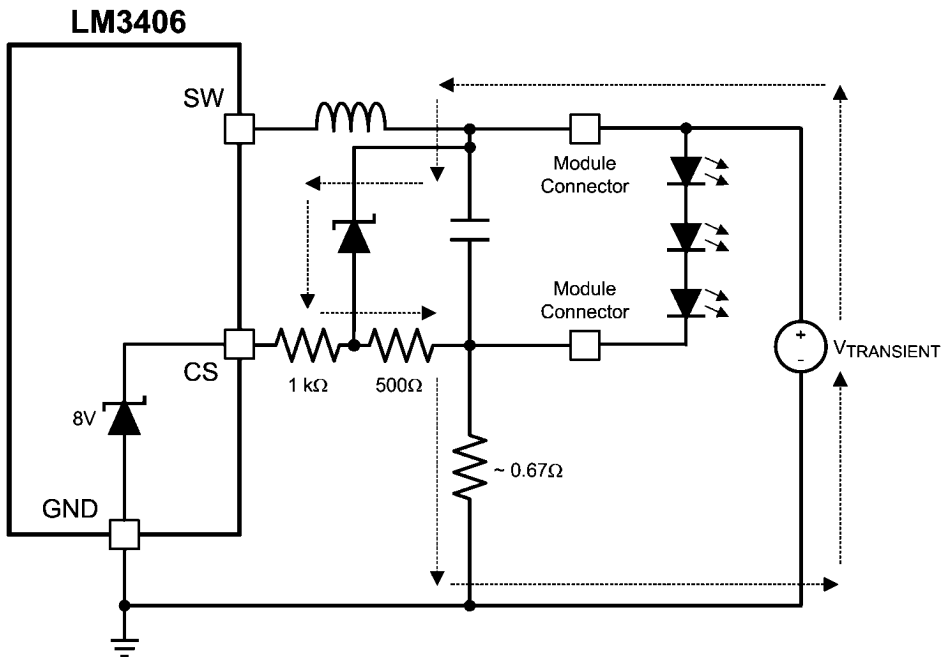 LM3406
SW
Module
Connector
Module
Connector
+
-
VTRANSIENT
CS
1 kΩ
500Ω
8V
~ 0.67Ω
GND